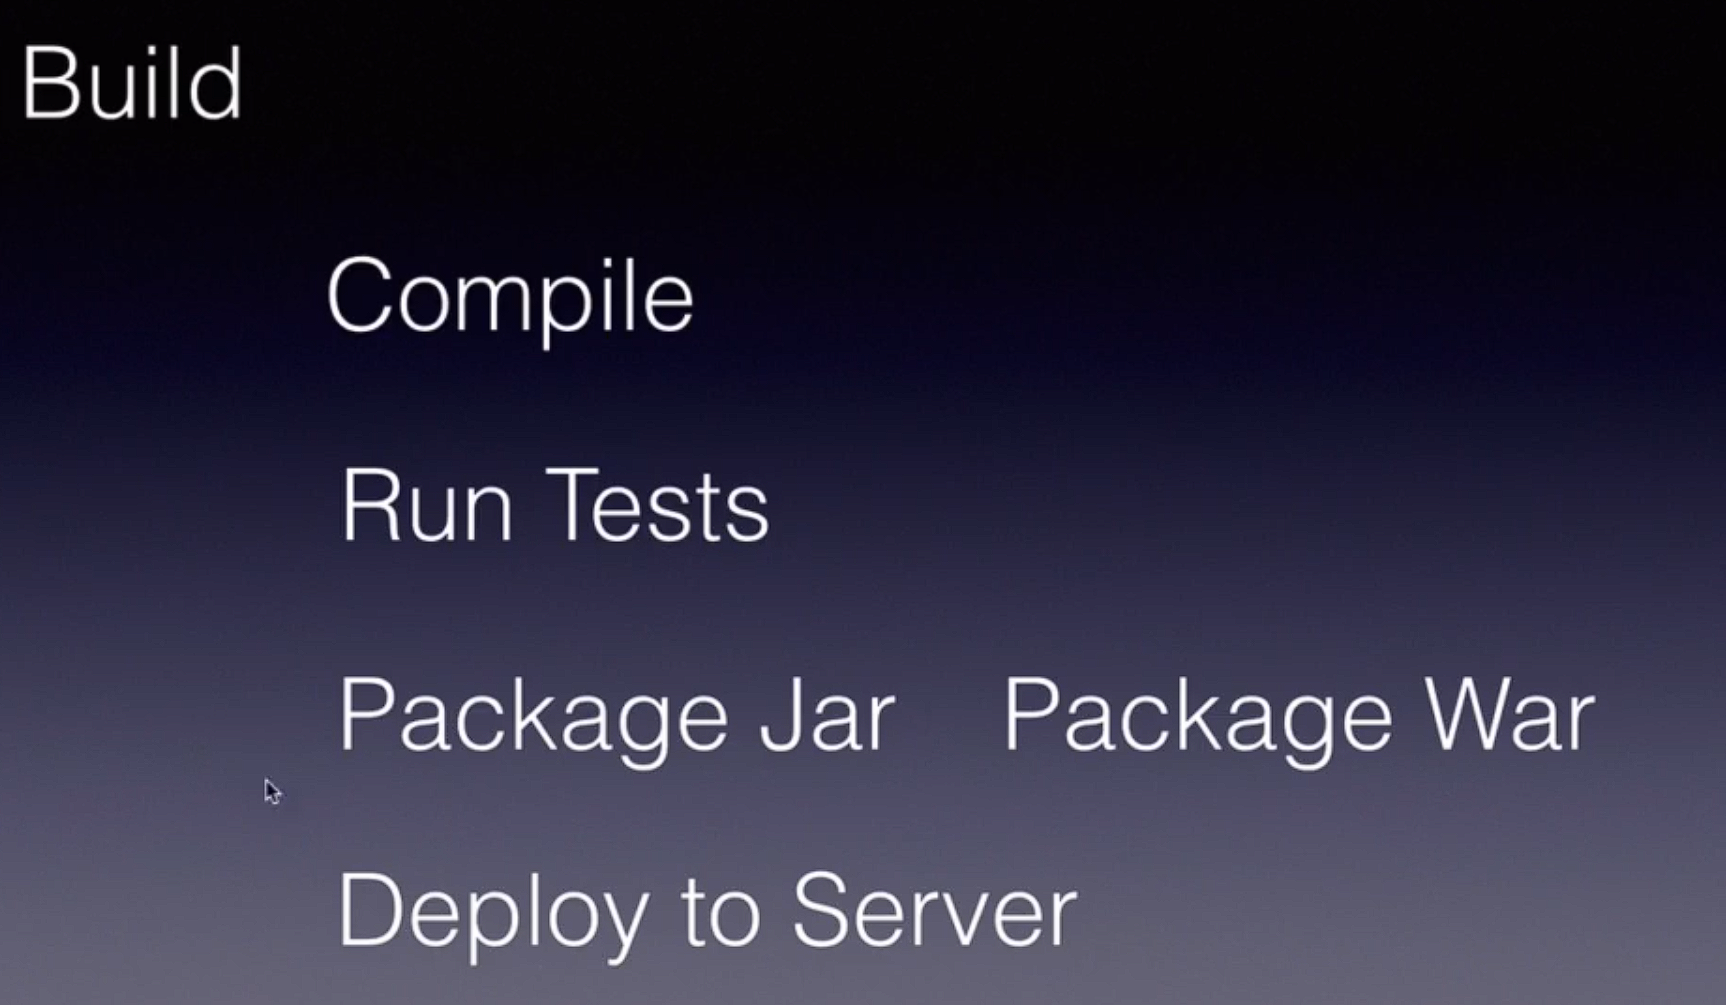 Build
Compile
Run Tests
Package Jar    Package War
Deploy to Server